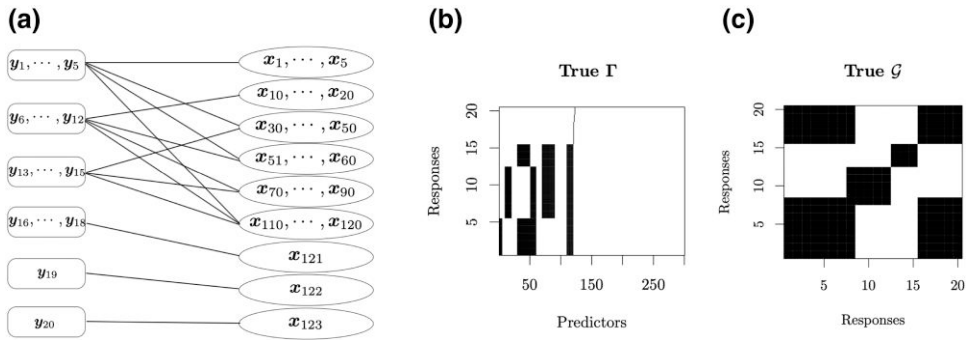 (a)
y1, ⋯ , y5
y6, ⋯ , y12
y13, ⋯ , y15
y16, ⋯ , y18
y19
y20
x1, ⋯ , x5
x10, ⋯ , x20
x30, ⋯ , x50
x51, ⋯ , x60
x70, ⋯ , x90
x110, ⋯ , x120
x121
x122
x123
(b)
True Γ
Responses
20
15
10
5
50
150
250
Predictors
(c)
True 𝒢
Responses
20
15
10
5
5
10
15
20
Responses